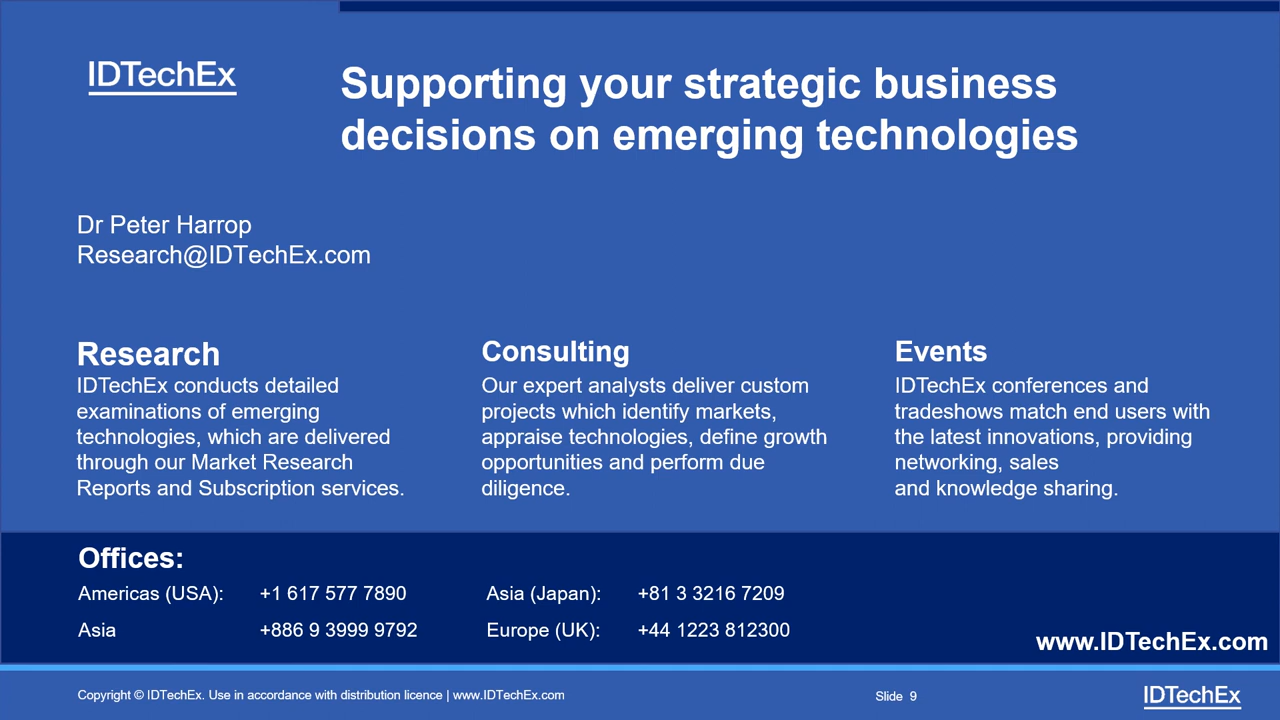 IDTechEx
Supporting your strategic business
decisions on emerging technologies
Dr Peter Harrop
Research@IDTechEx.com
Research
IDTechEx conducts detailed
examinations of emerging
technologies, which are delivered
through our Market Research
Reports and Subscription services.
Consulting
Our expert analysts deliver custom
projects which identify markets,
appraise technologies, define growth
opportunities and perform due
diligence.
Events
IDTechEx conferences and
tradeshows match end users with
the latest innovations, providing
networking, sales
and knowledge sharing.
Offices:
Americas (USA): +1 617 577 7890 Asia (Japan): +81 3 3216 7209
Asia +886 9 3999 9792 Europe (UK): +44 1223 812300
www.IDTechEx.com
Copyright © IDTechEx. Use in accordance with distribution licence | www.IDTechEx.com Slide 9 IDTechEx